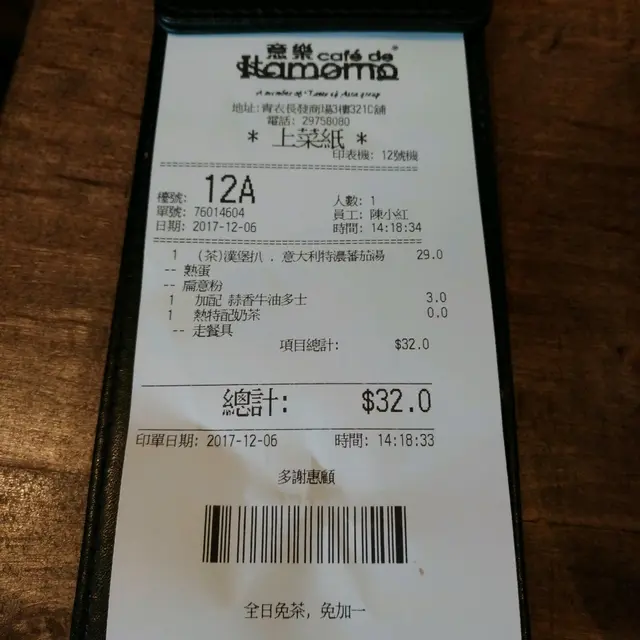 意樂 café de
itamomo
A member of Taste of Asia group
地址:青衣長發商場3樓321C舖
電話: 29758080
* 上菜紙 *
印表機: 12號機
檯號: 12A 人數: 1
單號: 76014604 員工: 陳小紅
日期: 2017-12-06 時間: 14:18:34
1 (茶)漢堡扒 . 意大利特濃蕃茄湯 29.0
-- 熟蛋
-- 扁意粉
1 加配 蒜香牛油多士 3.0
1 熱特配奶茶 0.0
-- 走餐具
項目總計: $32.0
總計: $32.0
印單日期: 2017-12-06 時間: 14:18:33
多謝惠顧
全日免茶, 免加一